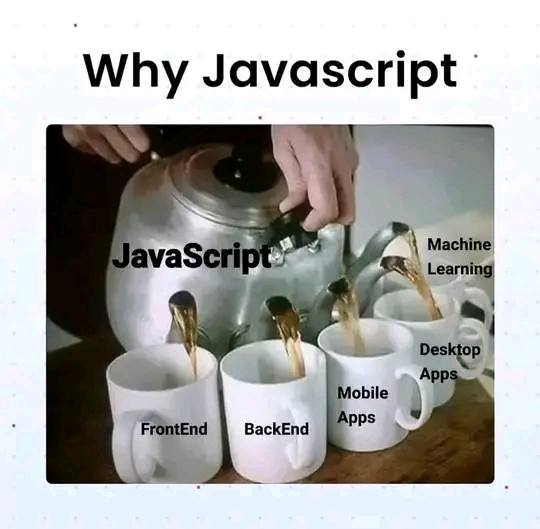 Why Javascript
JavaScript
Machine
Learning
Desktop
Apps
Mobile
Apps
FrontEnd
BackEnd